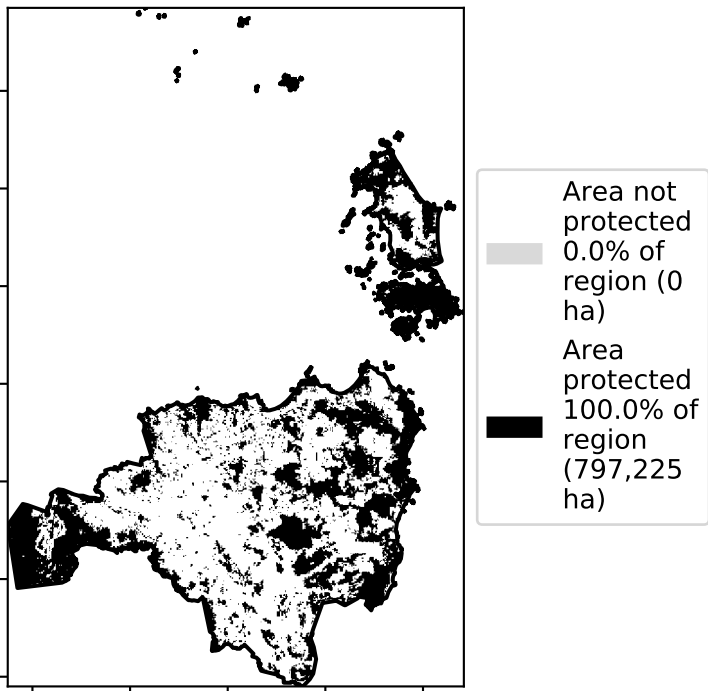 Area not
protected
0.0% of
region (0
ha)
Area
protected
100.0% of
region
(797,225
ha)